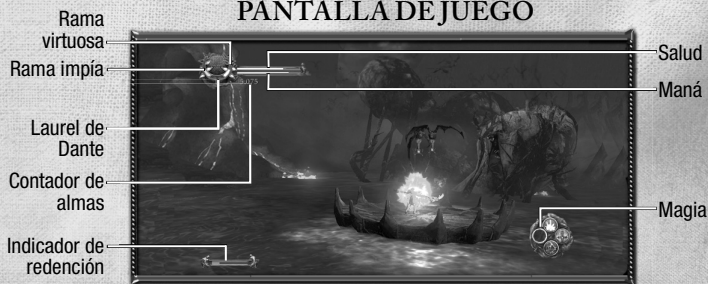 PANTALLA DE JUEGO
Rama
virtuosa
Rama impía
Laurel de
Dante
Contador de
almas
Indicador de
redención
Salud
Maná
Magia